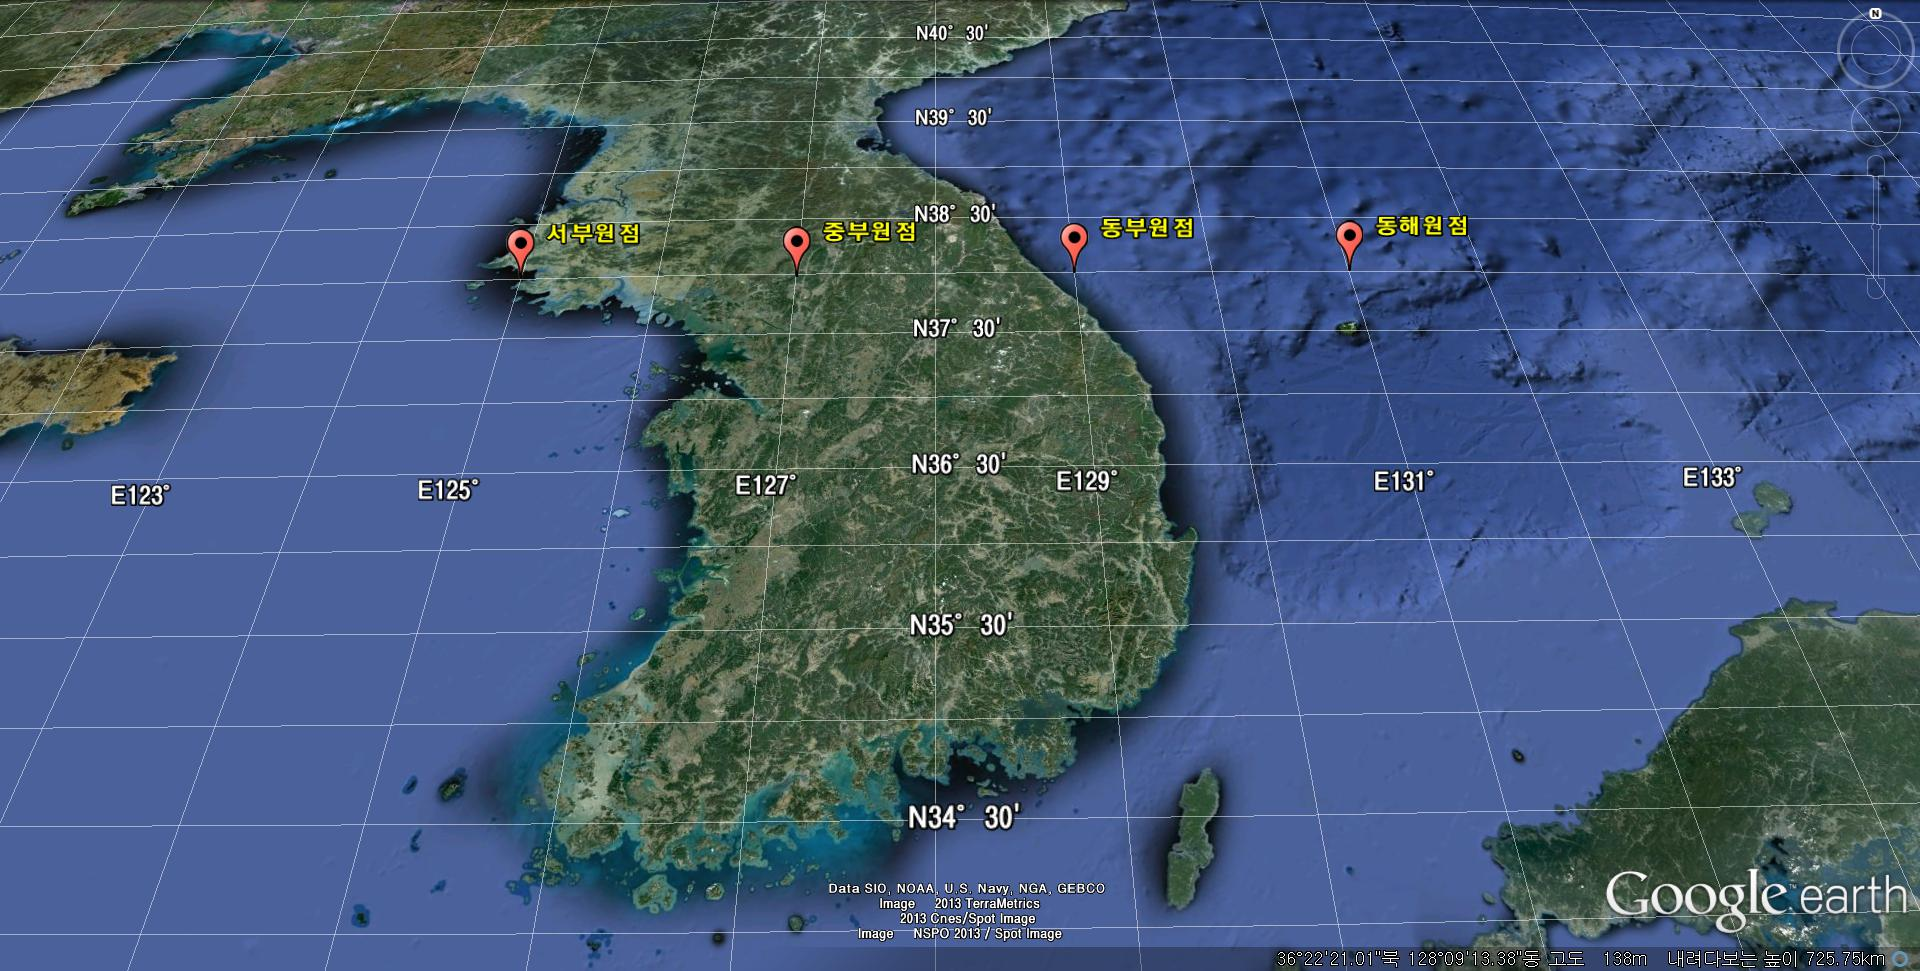 N
N40° 30'
N39° 30'
N38° 30'
서부원점
중부원점
동부원점
동해원점
N37° 30'
N36° 30'
E123°
E125°
E127°
E129°
E131°
E133°
N35° 30'
N34° 30'
Data SIO, NOAA, U.S. Navy, NGA, GEBCO
Image 2013 TerraMetrics
2013 Cnes/Spot Image
Image NSPO 2013 / Spot Image
Google earth
36°22'21.01"북 128°09'13.38"동 고도 138m 내려다보는 높이 725.75km